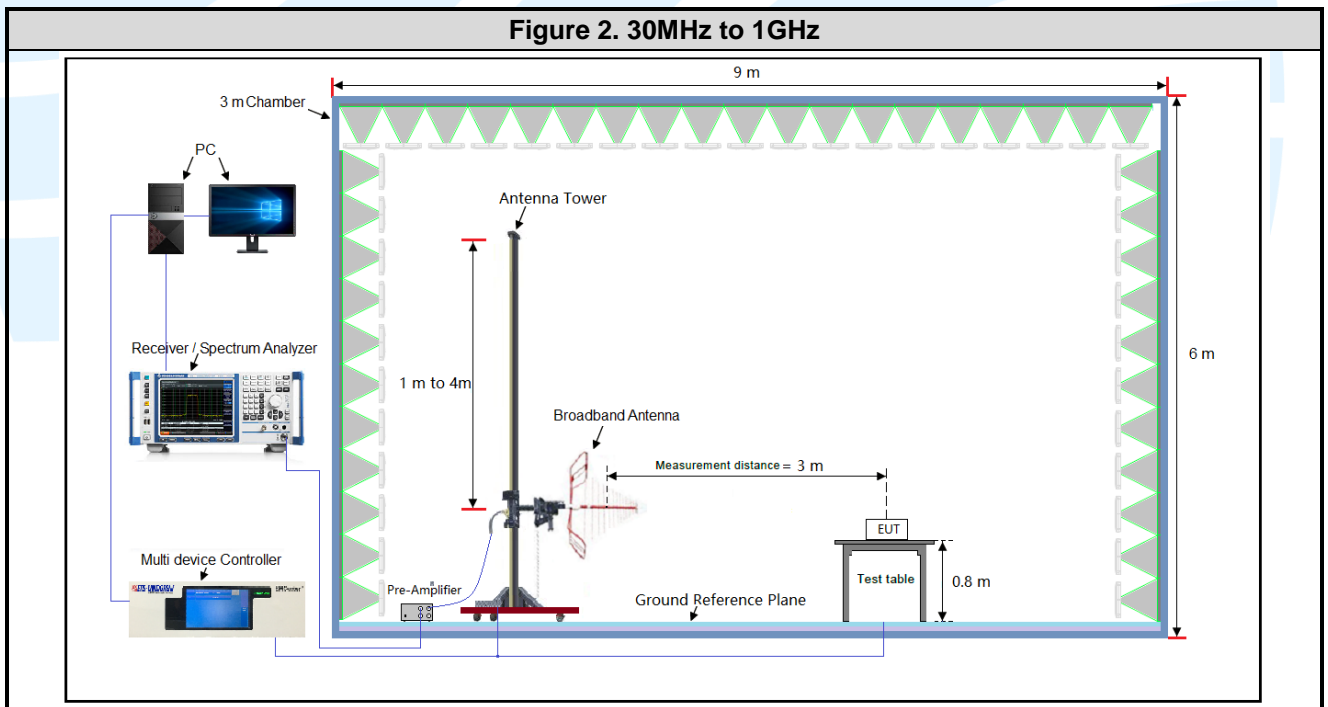 Figure 2. 30MHz to 1GHz
9 m
3 m Chamber
PC
Antenna Tower
Receiver / Spectrum Analyzer
1 m to 4m
6 m
Broadband Antenna
Measurement distance = 3 m
EUT
Multi device Controller
Pre-Amplifier
Test table
0.8 m
Ground Reference Plane